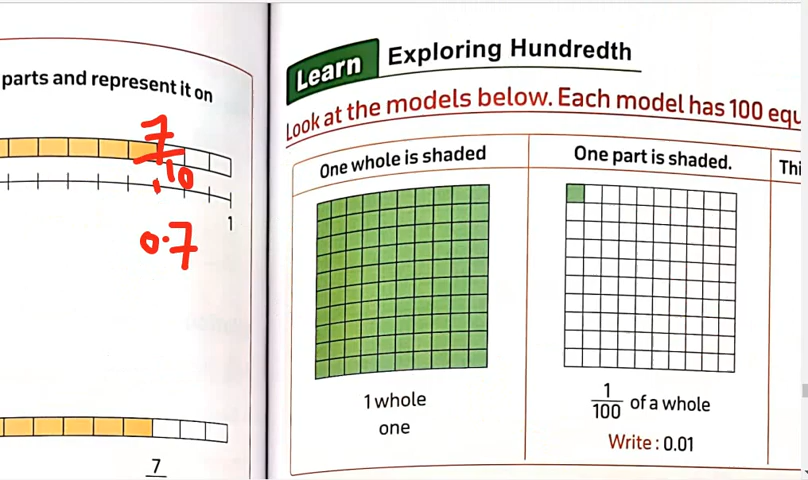 parts and represent it on
7
10
1
0.7
7
Learn
Exploring Hundredth
Look at the models below. Each model has 100 equ
One whole is shaded
One part is shaded.
Thi
1 whole
one
1
100 of a whole
Write : 0.01